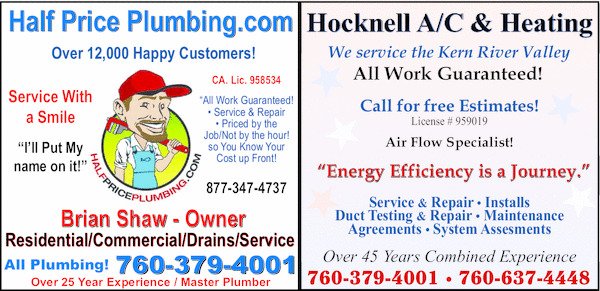 Half Price Plumbing.com
Over 12,000 Happy Customers!
CA. Lic. 958534
Service With
a Smile
"I'll Put My
name on it!"
HALFPRICEPLUMBING.COM
"All Work Guaranteed!
• Service & Repair
• Priced by the
Job/Not by the hour!
so You Know Your
Cost up Front!
877-347-4737
Brian Shaw - Owner
Residential/Commercial/Drains/Service
All Plumbing! 760-379-4001
Over 25 Year Experience / Master Plumber
Hocknell A/C & Heating
We service the Kern River Valley
All Work Guaranteed!
Call for free Estimates!
License # 959019
Air Flow Specialist!
"Energy Efficiency is a Journey."
Service & Repair • Installs
Duct Testing & Repair • Maintenance
Agreements • System Assesments
Over 45 Years Combined Experience
760-379-4001 • 760-637-4448